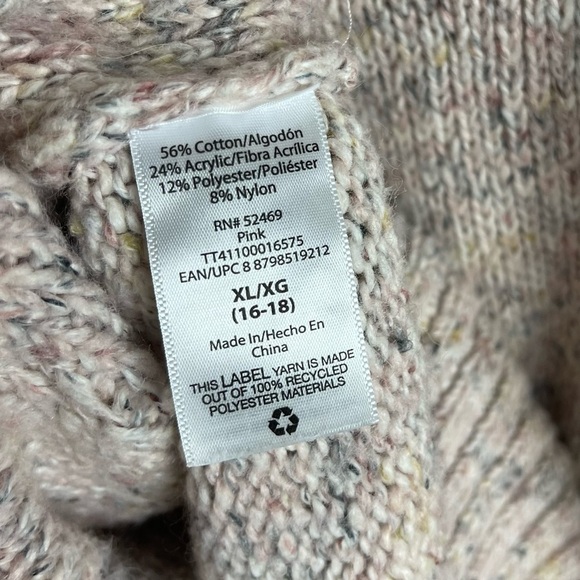 56% Cotton/Algodón
24% Acrylic/Fibra Acrílica
12% Polyester/Poliéster
8% Nylon
RN# 52469
Pink
TT41100016575
EAN/UPC 8 8798519212
XL/XG
(16-18)
Made In/Hecho En
China
THIS LABEL YARN IS MADE
OUT OF 100% RECYCLED
POLYESTER MATERIALS